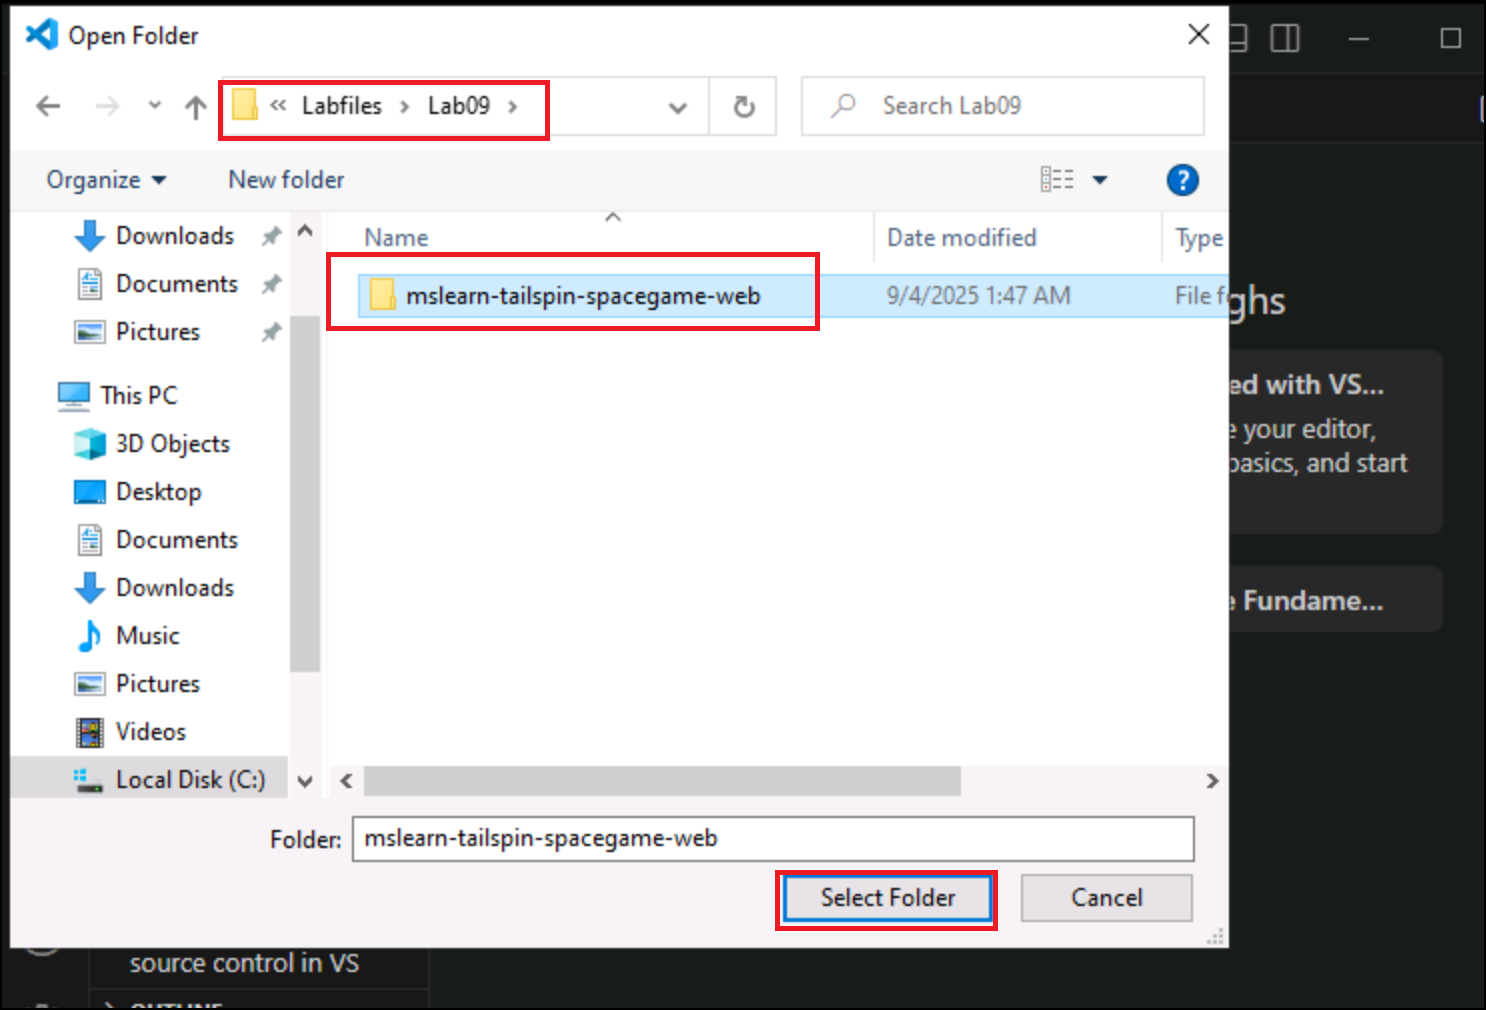 Open Folder
« Labfiles > Lab09 >
Search Lab09
Organize
New folder
Name
Date modified
Type
Downloads
Documents
Pictures
mslearn-tailspin-spacegame-web
9/4/2025 1:47 AM
File f
This PC
3D Objects
Desktop
Documents
Downloads
Music
Pictures
Videos
Local Disk (C:)
Folder:
mslearn-tailspin-spacegame-web
Select Folder
Cancel
ghs
ed with VS...
e your editor,
basics, and start
e Fundame...
source control in VS
OUTLINE